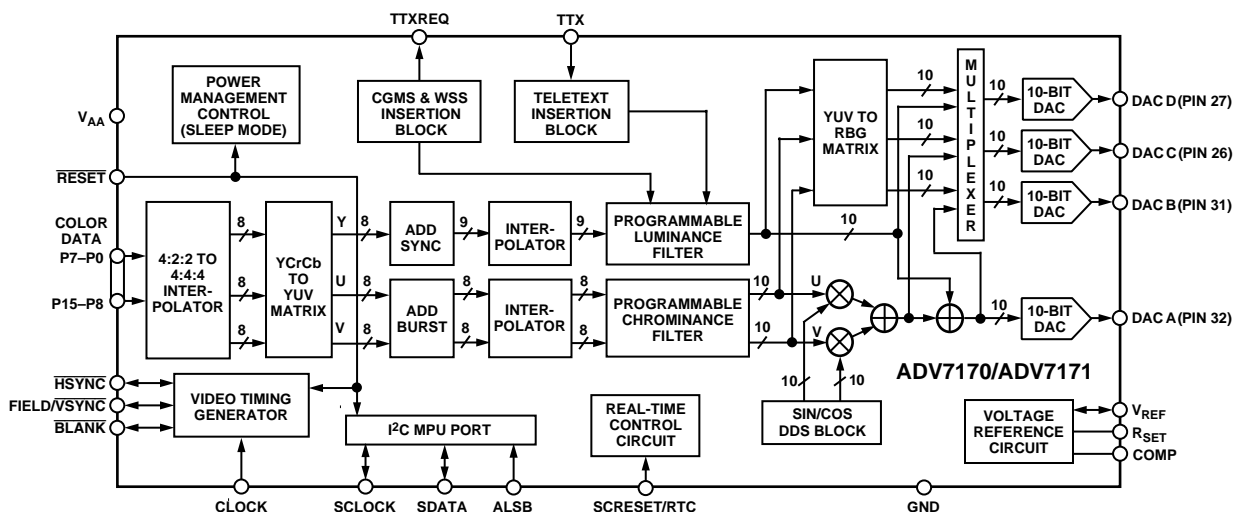 TTXREQ
TTX
POWER
MANAGEMENT
CONTROL
(SLEEP MODE)
CGMS & WSS
INSERTION
BLOCK
TELETEXT
INSERTION
BLOCK
YUV TO
RBG
MATRIX
10
10
10
MULTIPLEXER
10
10
10
10-BIT
DAC
10-BIT
DAC
10-BIT
DAC
DAC D (PIN 27)
DAC C (PIN 26)
DAC B (PIN 31)
VAA
RESET
COLOR
DATA
P7–P0
P15–P8
4:2:2 TO
4:4:4
INTER-
POLATOR
8
8
8
YCrCb
TO
YUV
MATRIX
Y
8
U
8
V
8
ADD
SYNC
9
INTER-
POLATOR
9
PROGRAMMABLE
LUMINANCE
FILTER
10
ADD
BURST
8
8
INTER-
POLATOR
8
8
PROGRAMMABLE
CHROMINANCE
FILTER
10
10
U
V
10
10
10
10-BIT
DAC
DAC A (PIN 32)
ADV7170/ADV7171
HSYNC
FIELD/VSYNC
BLANK
VIDEO TIMING
GENERATOR
I2C MPU PORT
REAL-TIME
CONTROL
CIRCUIT
SIN/COS
DDS BLOCK
VOLTAGE
REFERENCE
CIRCUIT
VREF
RSET
COMP
CLOCK
SCLOCK
SDATA
ALSB
SCRESET/RTC
GND